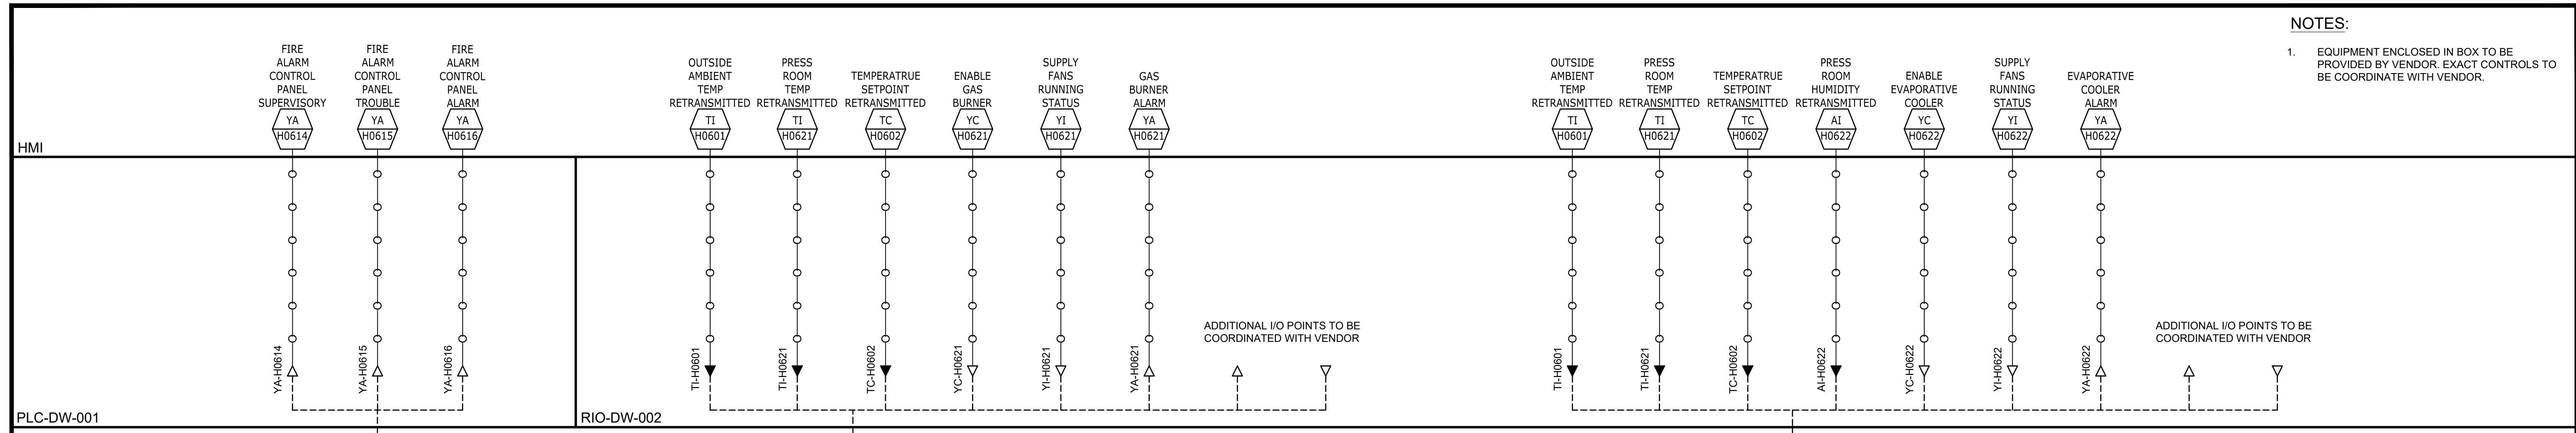 NOTES:
1. EQUIPMENT ENCLOSED IN BOX TO BE
PROVIDED BY VENDOR. EXACT CONTROLS TO
BE COORDINATE WITH VENDOR.
FIRE
ALARM
CONTROL
PANEL
SUPERVISORY
YA
H0614
FIRE
ALARM
CONTROL
PANEL
TROUBLE
YA
H0615
FIRE
ALARM
CONTROL
PANEL
ALARM
YA
H0616
OUTSIDE
AMBIENT
TEMP
RETRANSMITTED
TI
H0601
PRESS
ROOM
TEMP
RETRANSMITTED
TI
H0621
TEMPERATRUE
SETPOINT
RETRANSMITTED
TC
H0602
ENABLE
GAS
BURNER
YC
H0621
SUPPLY
FANS
RUNNING
STATUS
YI
H0621
GAS
BURNER
ALARM
YA
H0621
OUTSIDE
AMBIENT
TEMP
RETRANSMITTED
TI
H0601
PRESS
ROOM
TEMP
RETRANSMITTED
TI
H0621
TEMPERATRUE
SETPOINT
RETRANSMITTED
TC
H0602
PRESS
ROOM
HUMIDITY
RETRANSMITTED
AI
H0622
ENABLE
EVAPORATIVE
COOLER
YC
H0622
SUPPLY
FANS
RUNNING
STATUS
YI
H0622
EVAPORATIVE
COOLER
ALARM
YA
H0622
HMI
YA-H0614
YA-H0615
YA-H0616
TI-H0601
TI-H0621
TC-H0602
YC-H0621
YI-H0621
YA-H0621
ADDITIONAL I/O POINTS TO BE
COORDINATED WITH VENDOR
TI-H0601
TI-H0621
TC-H0602
AI-H0622
YC-H0622
YI-H0622
YA-H0622
ADDITIONAL I/O POINTS TO BE
COORDINATED WITH VENDOR
PLC-DW-001
RIO-DW-002